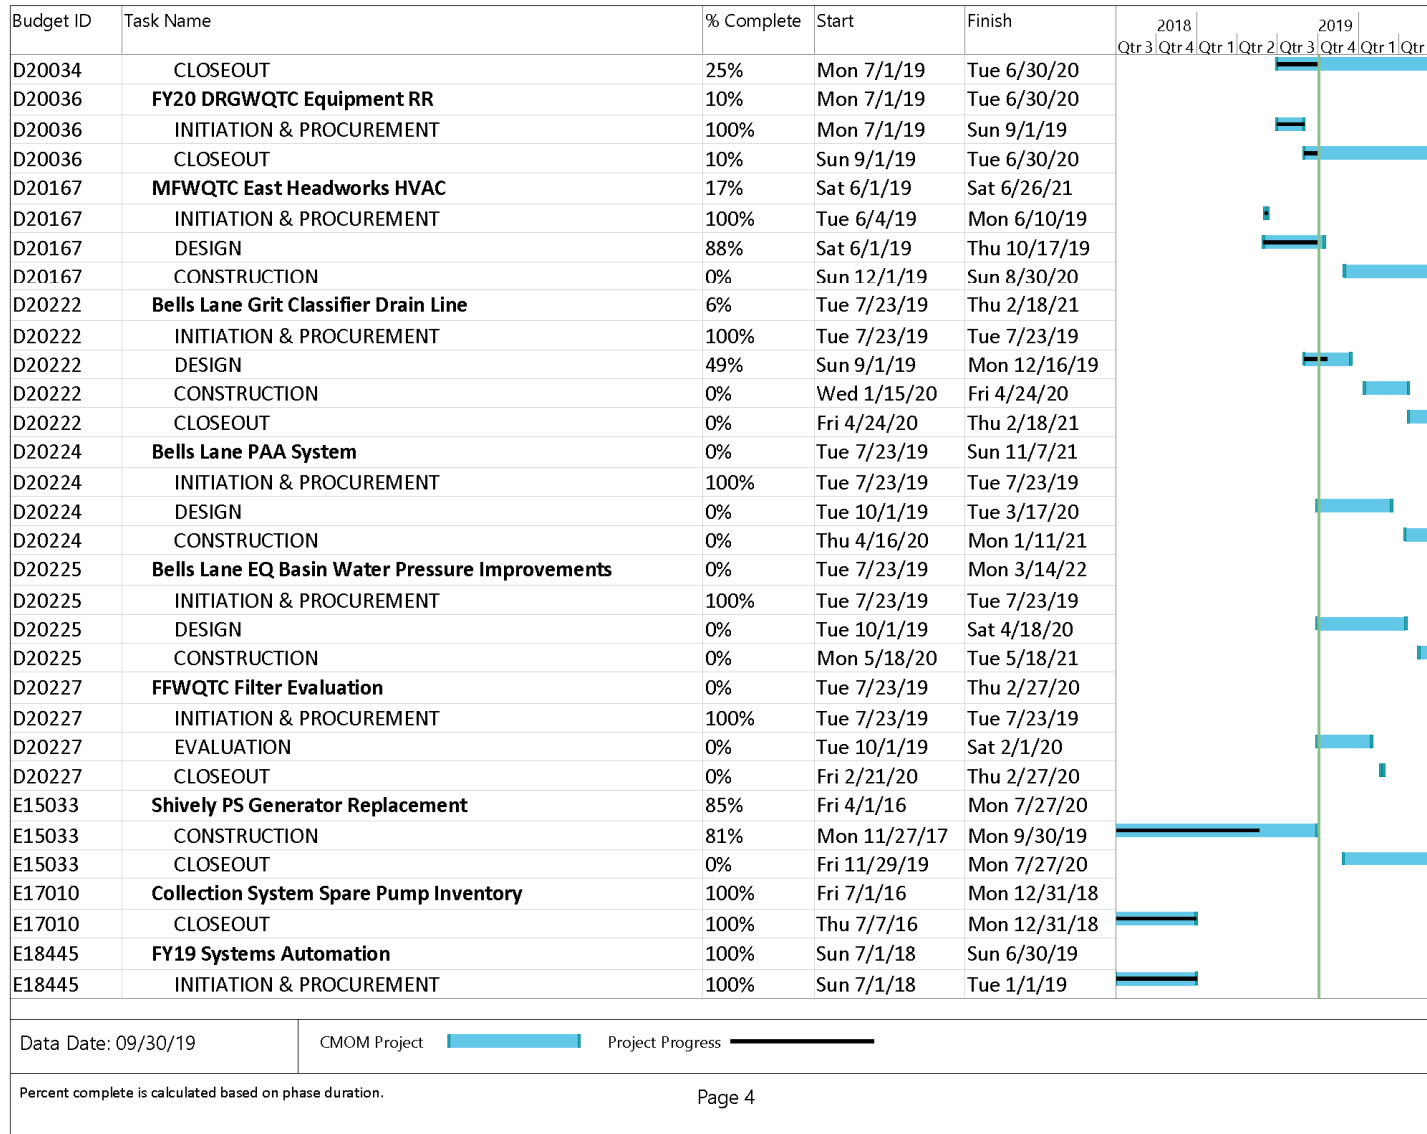 Budget ID Task Name % Complete Start Finish 2018 2019
Qtr 3 Qtr 4 Qtr 1 Qtr 2 Qtr 3 Qtr 4 Qtr 1 Qtr
D20034 CLOSEOUT 25% Mon 7/1/19 Tue 6/30/20
D20036 FY20 DRGWQTC Equipment RR 10% Mon 7/1/19 Tue 6/30/20
D20036 INITIATION & PROCUREMENT 100% Mon 7/1/19 Sun 9/1/19
D20036 CLOSEOUT 10% Sun 9/1/19 Tue 6/30/20
D20167 MFWQTC East Headworks HVAC 17% Sat 6/1/19 Sat 6/26/21
D20167 INITIATION & PROCUREMENT 100% Tue 6/4/19 Mon 6/10/19
D20167 DESIGN 88% Sat 6/1/19 Thu 10/17/19
D20167 CONSTRUCTION 0% Sun 12/1/19 Sun 8/30/20
D20222 Bells Lane Grit Classifier Drain Line 6% Tue 7/23/19 Thu 2/18/21
D20222 INITIATION & PROCUREMENT 100% Tue 7/23/19 Tue 7/23/19
D20222 DESIGN 49% Sun 9/1/19 Mon 12/16/19
D20222 CONSTRUCTION 0% Wed 1/15/20 Fri 4/24/20
D20222 CLOSEOUT 0% Fri 4/24/20 Thu 2/18/21
D20224 Bells Lane PAA System 0% Tue 7/23/19 Sun 11/7/21
D20224 INITIATION & PROCUREMENT 100% Tue 7/23/19 Tue 7/23/19
D20224 DESIGN 0% Tue 10/1/19 Tue 3/17/20
D20224 CONSTRUCTION 0% Thu 4/16/20 Mon 1/11/21
D20225 Bells Lane EQ Basin Water Pressure Improvements 0% Tue 7/23/19 Mon 3/14/22
D20225 INITIATION & PROCUREMENT 100% Tue 7/23/19 Tue 7/23/19
D20225 DESIGN 0% Tue 10/1/19 Sat 4/18/20
D20225 CONSTRUCTION 0% Mon 5/18/20 Tue 5/18/21
D20227 FFWQTC Filter Evaluation 0% Tue 7/23/19 Thu 2/27/20
D20227 INITIATION & PROCUREMENT 100% Tue 7/23/19 Tue 7/23/19
D20227 EVALUATION 0% Tue 10/1/19 Sat 2/1/20
D20227 CLOSEOUT 0% Fri 2/21/20 Thu 2/27/20
E15033 Shively PS Generator Replacement 85% Fri 4/1/16 Mon 7/27/20
E15033 CONSTRUCTION 81% Mon 11/27/17 Mon 9/30/19
E15033 CLOSEOUT 0% Fri 11/29/19 Mon 7/27/20
E17010 Collection System Spare Pump Inventory 100% Fri 7/1/16 Mon 12/31/18
E17010 CLOSEOUT 100% Thu 7/7/16 Mon 12/31/18
E18445 FY19 Systems Automation 100% Sun 7/1/18 Sun 6/30/19
E18445 INITIATION & PROCUREMENT 100% Sun 7/1/18 Tue 1/1/19
Data Date: 09/30/19 CMOM Project Project Progress
Percent complete is calculated based on phase duration. Page 4